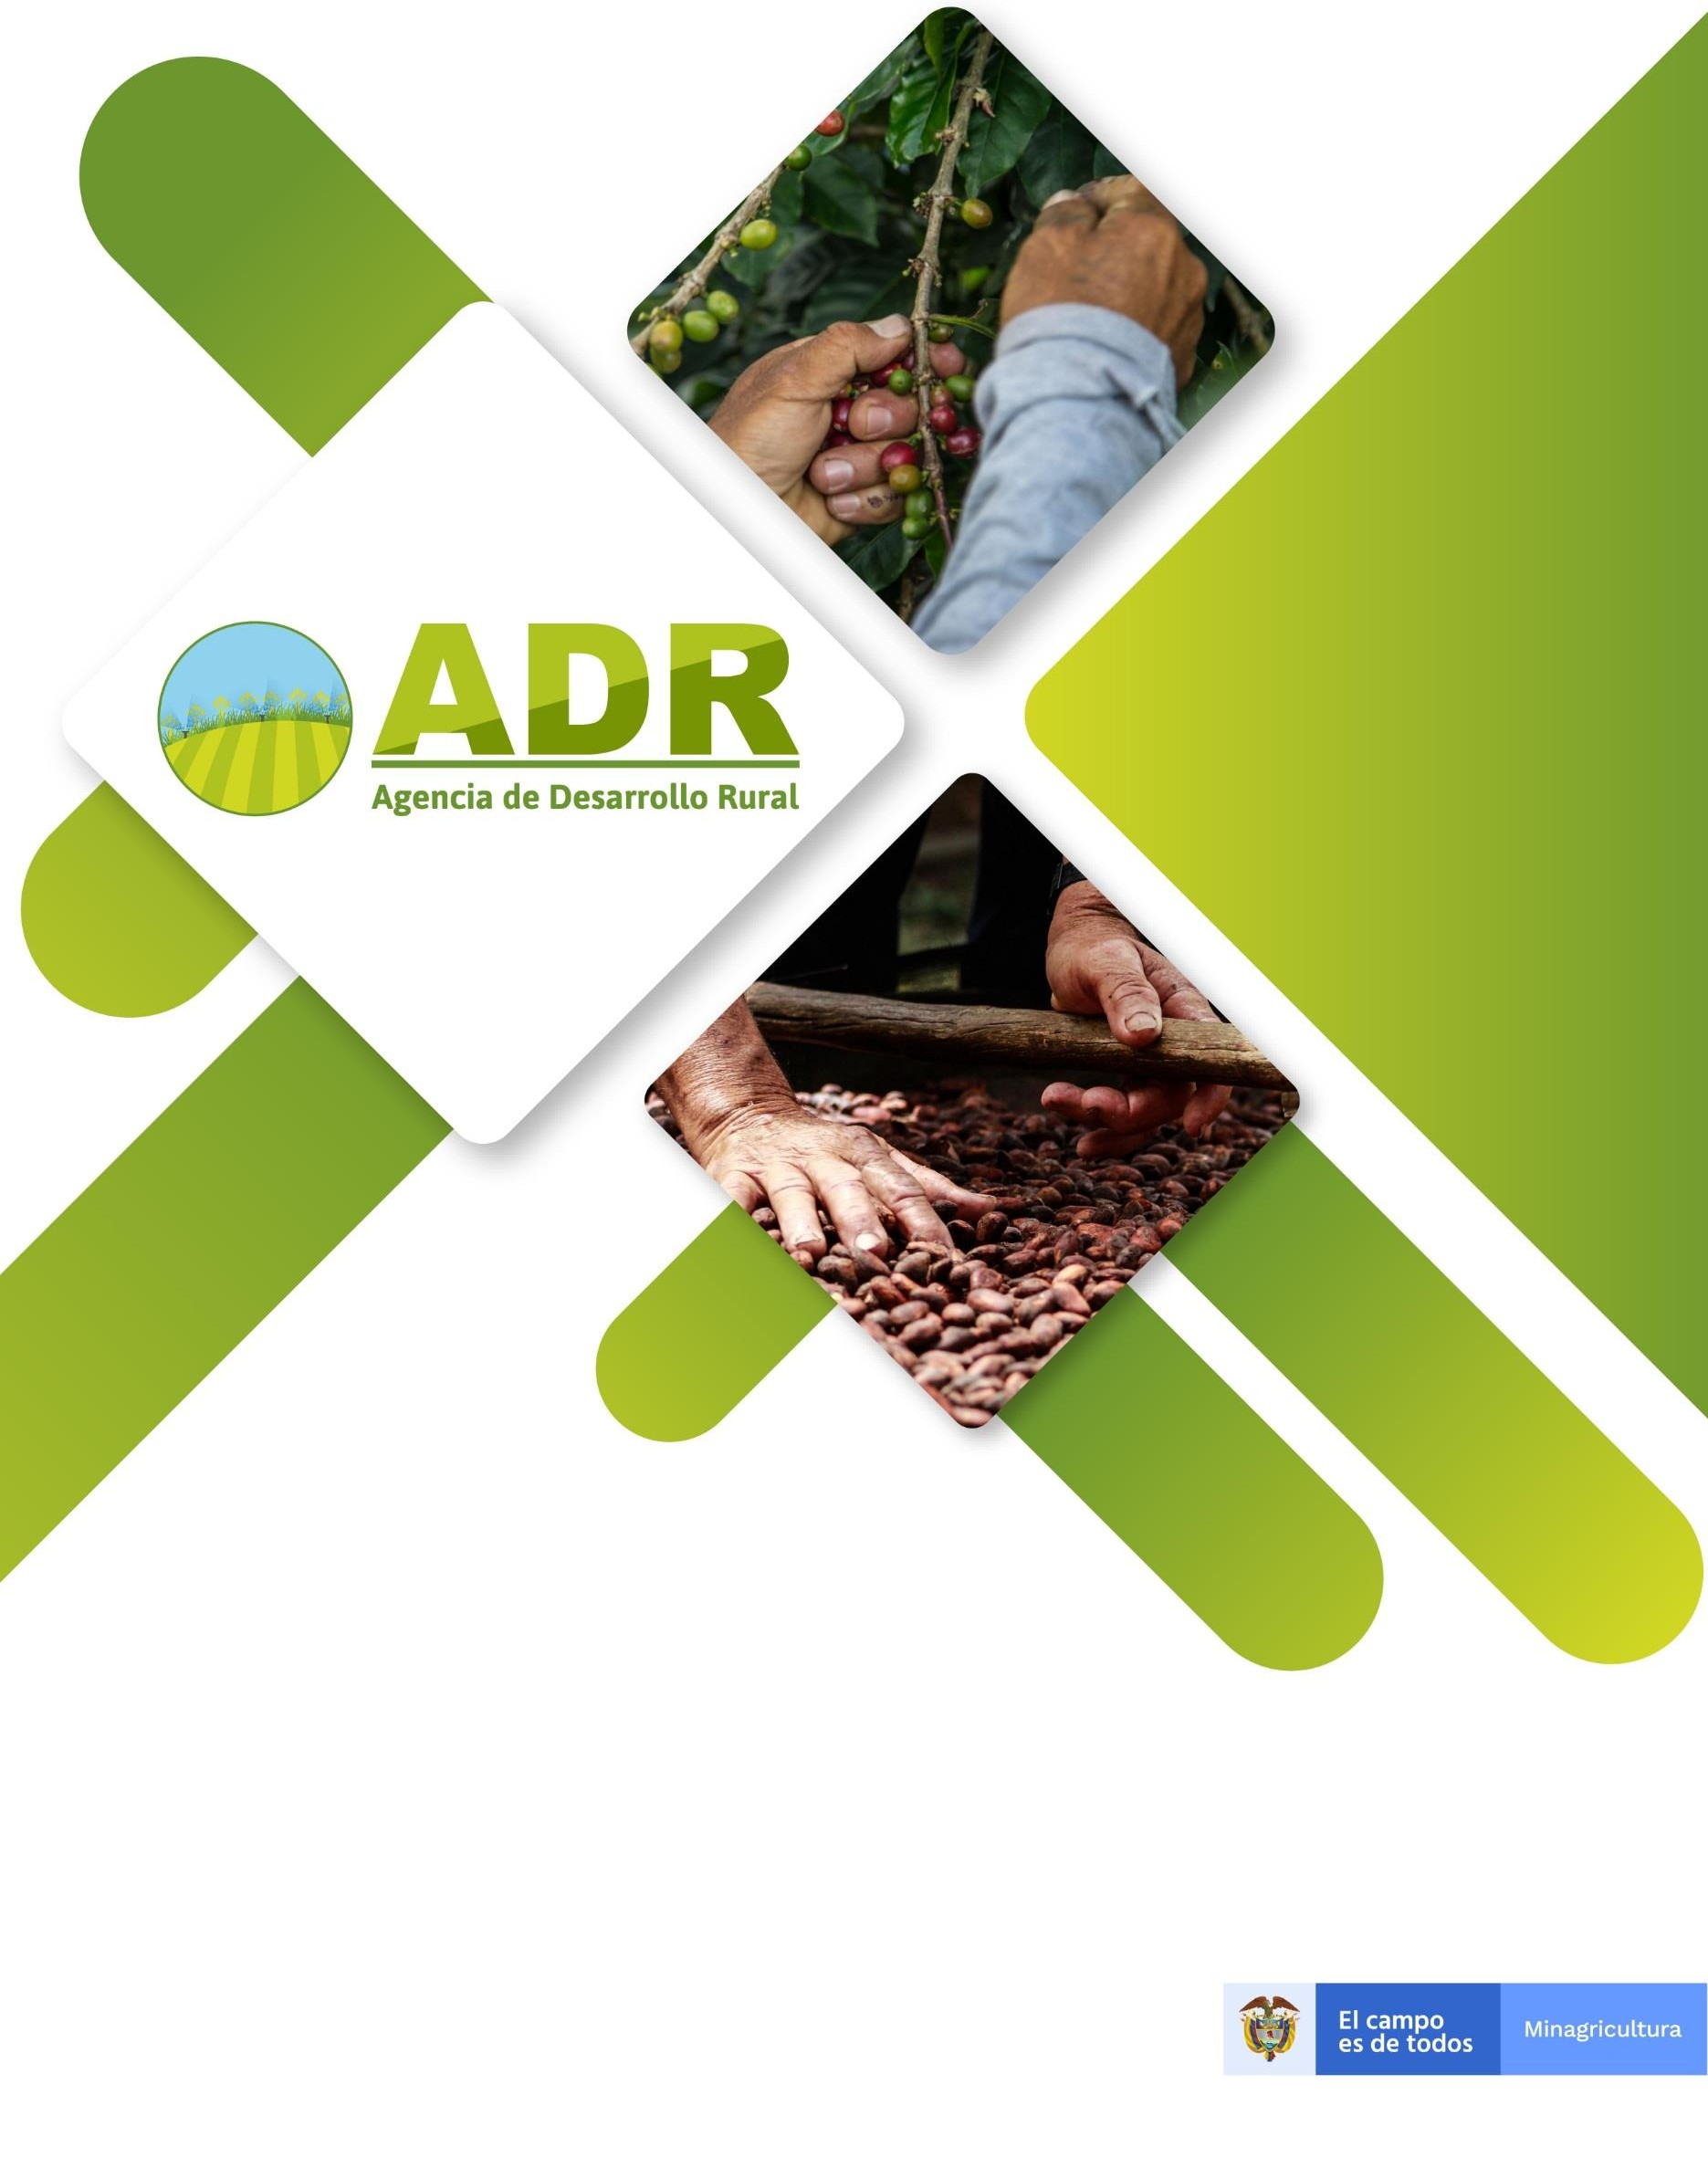 ADR
Agencia de Desarrollo Rural
El campo
es de todos
Minagricultura